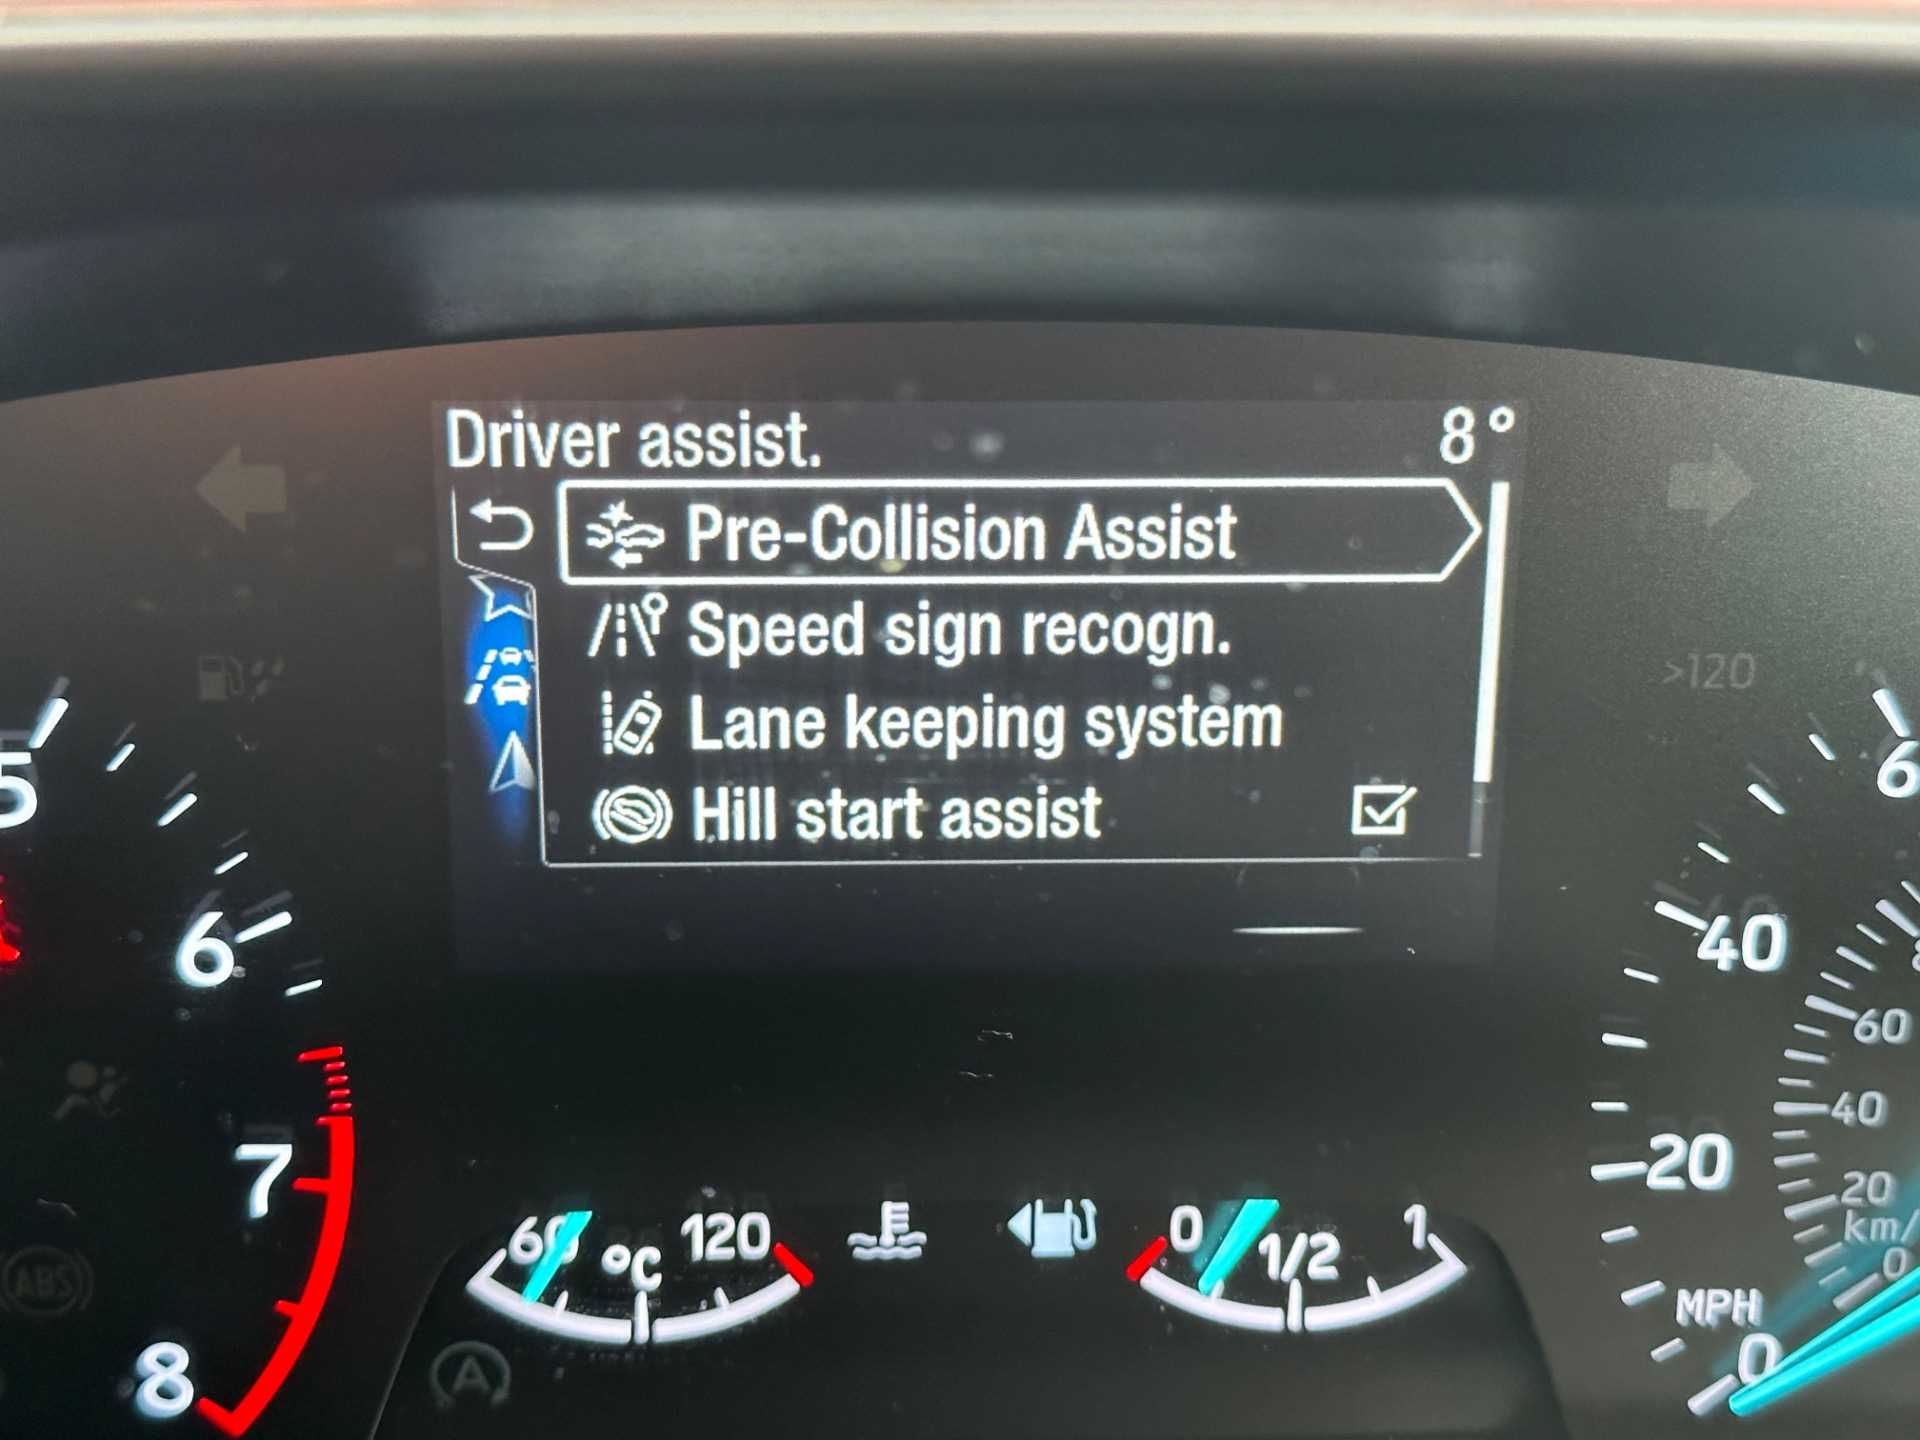 Driver assist. 8°
Pre-Collision Assist
Speed sign recogn.
Lane keeping system
Hill start assist
>120
5
6
7
8
ABS
60 °C 120
0 1/2 1
A
6
40
20
MPH
0
60
40
20
km/
0